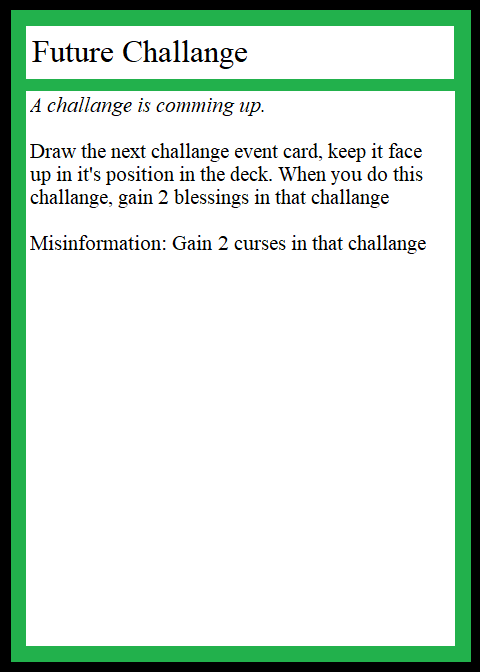 Future Challange
A challange is comming up.
Draw the next challange event card, keep it face
up in it's position in the deck. When you do this
challange, gain 2 blessings in that challange
Misinformation: Gain 2 curses in that challange